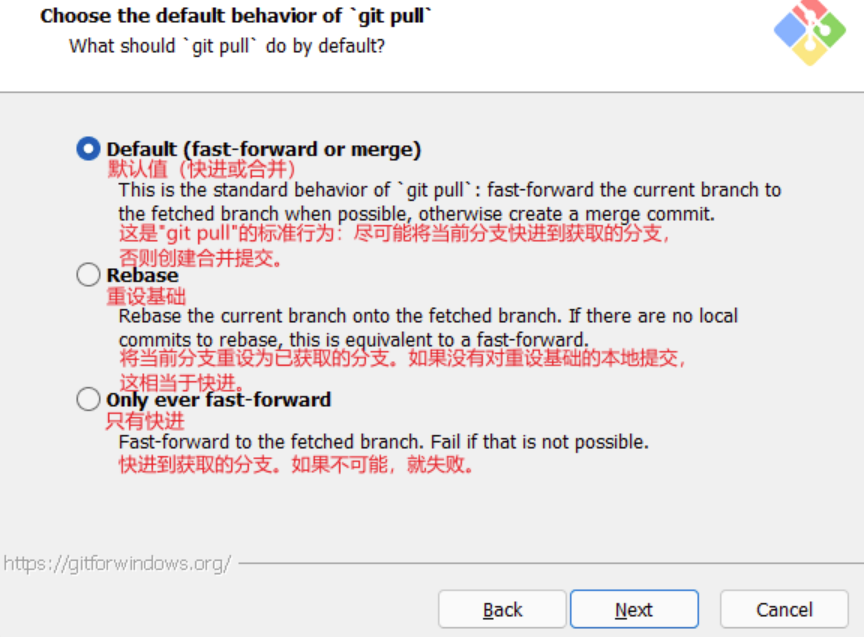 Choose the default behavior of `git pull`
What should `git pull` do by default?
Default (fast-forward or merge)
默认值（快进或合并）
This is the standard behavior of `git pull`: fast-forward the current branch to
the fetched branch when possible, otherwise create a merge commit.
这是"git pull"的标准行为：尽可能将当前分支快进到获取的分支，
否则创建合并提交。
Rebase
重设基础
Rebase the current branch onto the fetched branch. If there are no local
commits to rebase, this is equivalent to a fast-forward.
将当前分支重设为已获取的分支。如果没有对重设基础的本地提交，
这相当于快进。
Only ever fast-forward
只有快进
Fast-forward to the fetched branch. Fail if that is not possible.
快进到获取的分支。如果不可能，就失败。
https://gitforwindows.org/
Back
Next
Cancel